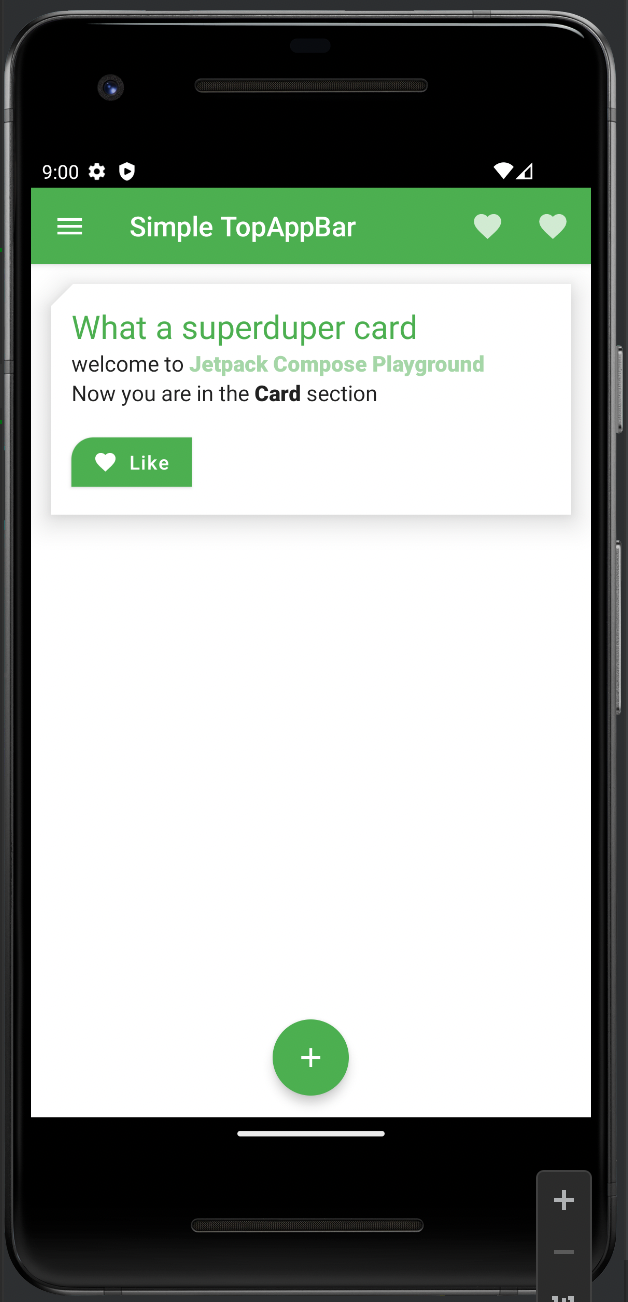 9:00
Simple TopAppBar
What a superduper card
welcome to Jetpack Compose Playground
Now you are in the Card section
Like